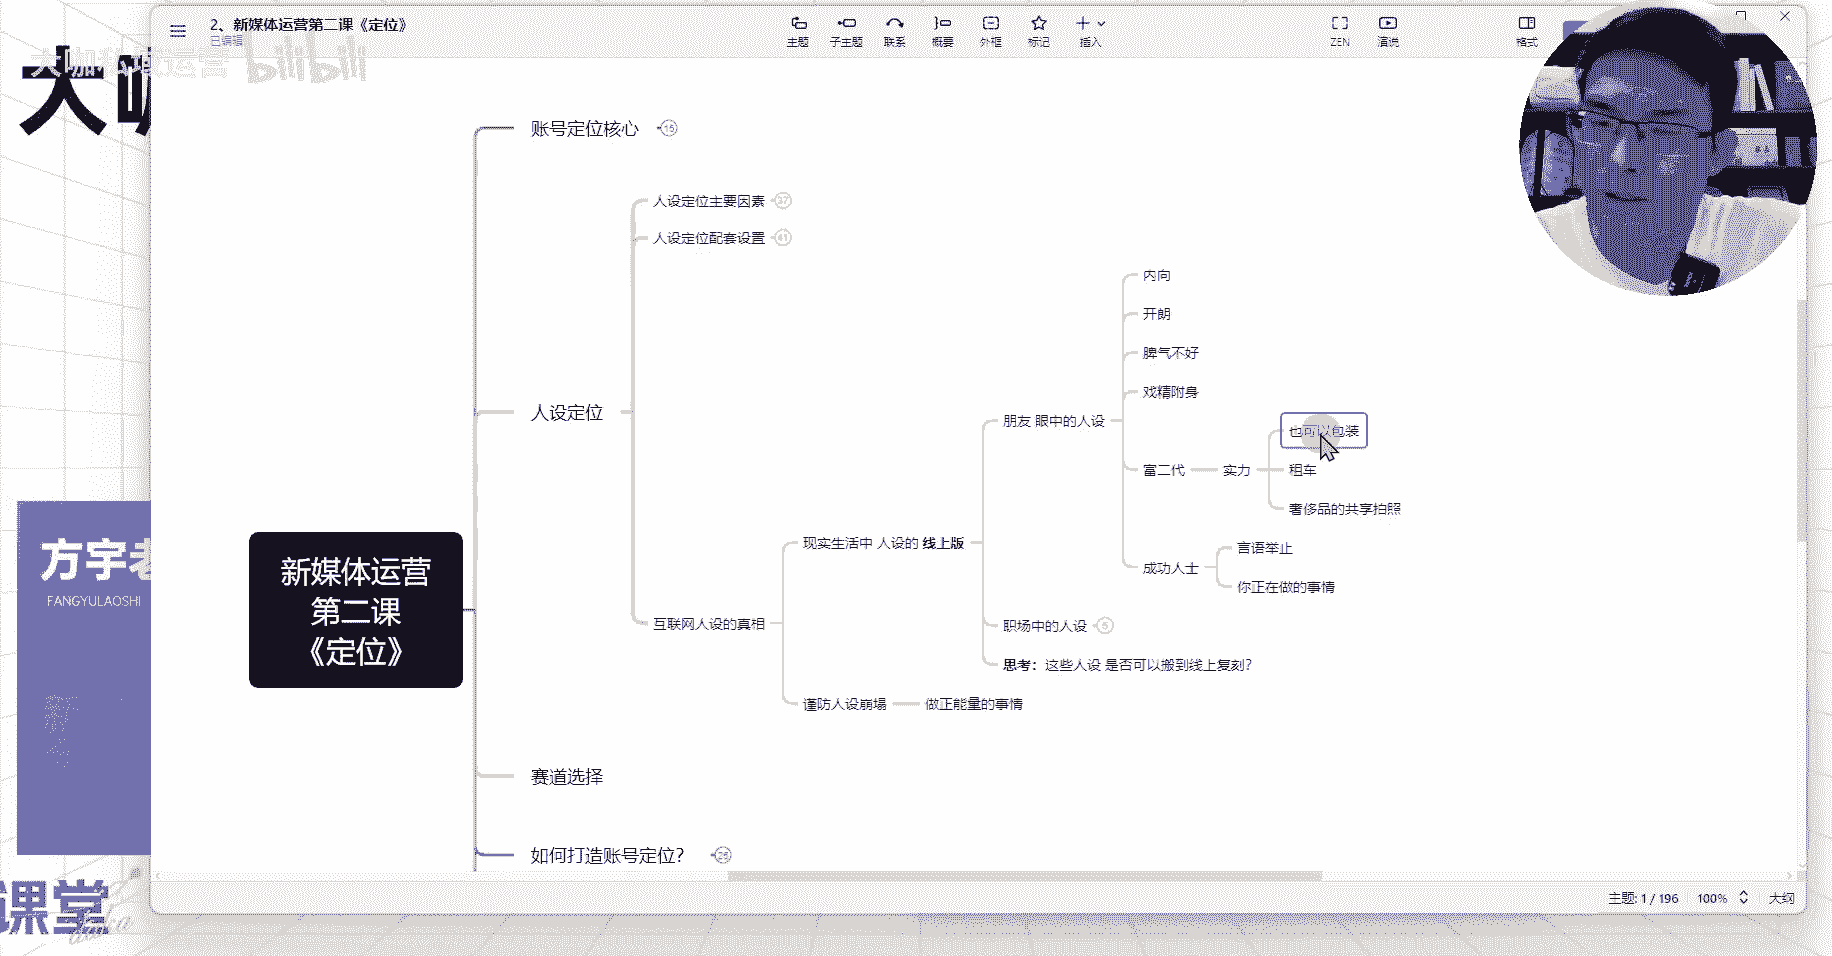 2、新媒体运营第二课《定位》
已编辑
主题
子主题
联系
概要
外框
标记
插入
ZEN
演说
格式
大咖私域运营
bilibili
大咖
账号定位核心
15
人设定位主要因素
37
人设定位配套设置
41
内向
开朗
脾气不好
戏精附身
人设定位
朋友 眼中的人设
也可以包装
富二代
实力
租车
奢侈品的共享拍照
现实生活中 人设的 线上版
言语举止
成功人士
你正在做的事情
互联网人设的真相
职场中的人设
5
思考：这些人设 是否可以搬到线上复刻？
谨防人设崩塌
做正能量的事情
新媒体运营
第二课
《定位》
赛道选择
如何打造账号定位？
26
方宇老
FANGYULAOSHI
课堂
主题: 1 / 196
100%
大纲